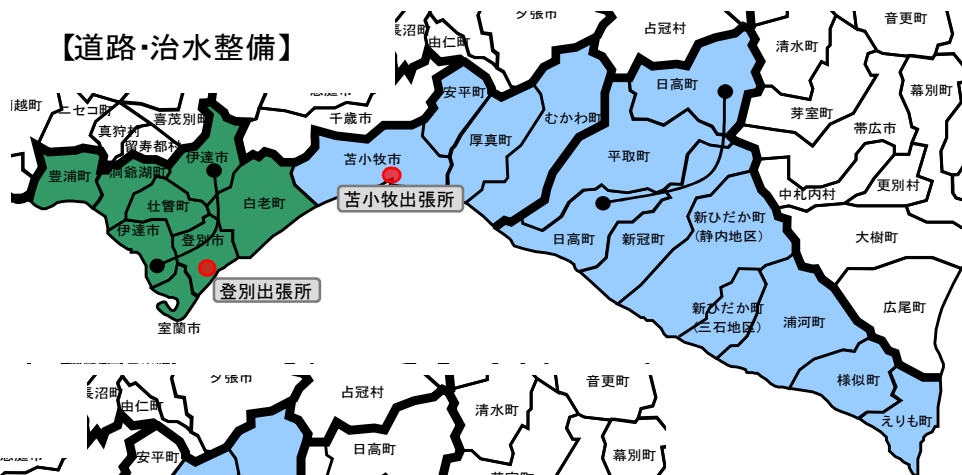 【道路・治水整備】
夕張市
占冠村
音更町
長沼町
由仁町
清水町
日高町
安平町
幕別町
ニセコ町
喜茂別町
千歳市
むかわ町
芽室町
真狩村
帯広市
留寿都村
厚真町
伊達市
苫小牧市
平取町
豊浦町
洞爺湖町
更別村
中札内村
壮瞥町
白老町
苫小牧出張所
新ひだか町
(静内地区)
伊達市
登別市
日高町
新冠町
大樹町
登別出張所
新ひだか町
(三石地区)
浦河町
広尾町
室蘭市
様似町
えりも町
夕張市
占冠村
音更町
長沼町
由仁町
清水町
安平町
日高町
幕別町